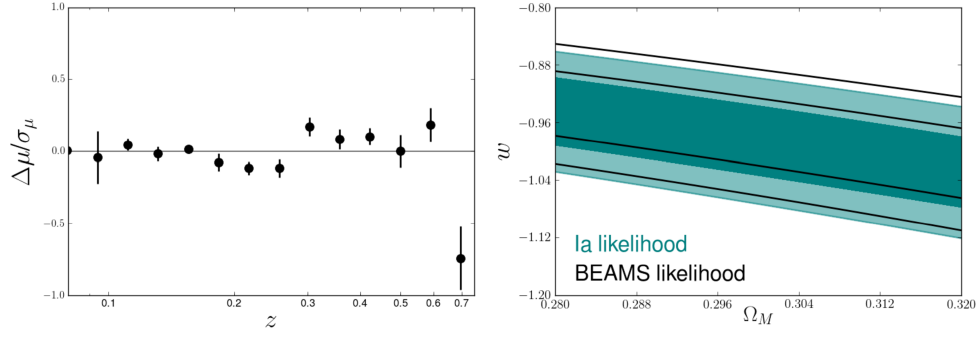 1.0
0.5
0.0
−0.5
−1.0
Δμ/σμ
0.1 0.2 0.3 0.4 0.5 0.6 0.7
z
−0.80
−0.88
−0.96
−1.04
−1.12
−1.20
w
Ia likelihood
BEAMS likelihood
0.280 0.288 0.296 0.304 0.312 0.320
Ω_M